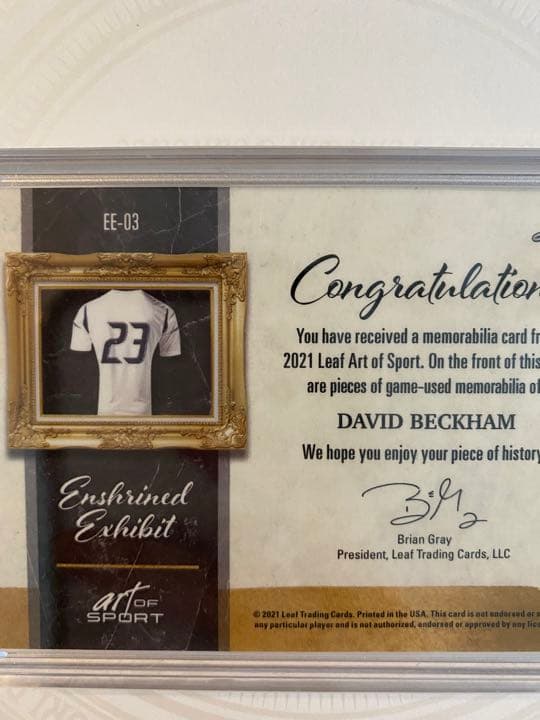 EE-03
23
Enshrined
Exhibit
art OF
SPORT
Congratulation
You have received a memorabilia card fr
2021 Leaf Art of Sport. On the front of this
are pieces of game-used memorabilia of
DAVID BECKHAM
We hope you enjoy your piece of history
Brian Gray
President, Leaf Trading Cards, LLC
© 2021 Leaf Trading Cards. Printed in the USA. This card is not endorsed or
any particular player and is not authorized, endorsed or approved by any